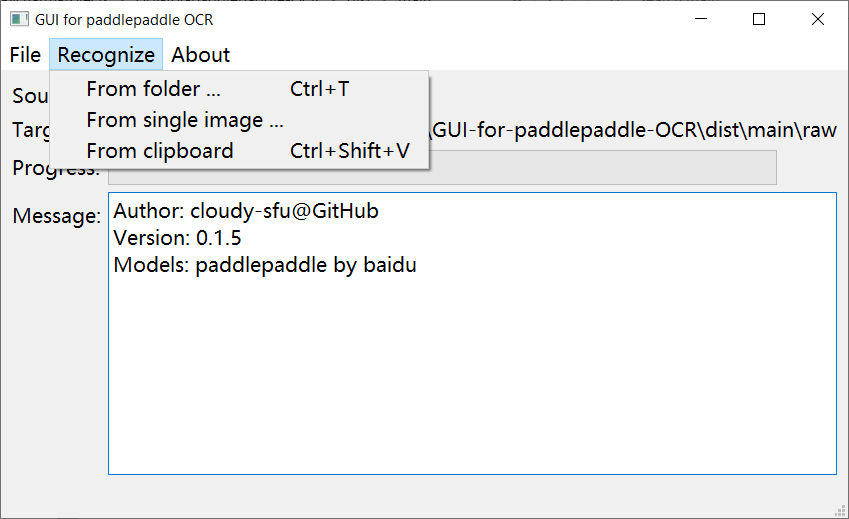 GUI for paddlepaddle OCR
File Recognize About
From folder ... Ctrl+T
From single image ...
From clipboard Ctrl+Shift+V
Sou
Targ \GUI-for-paddlepaddle-OCR\dist\main\raw
Progress:
Message:
Author: cloudy-sfu@GitHub
Version: 0.1.5
Models: paddlepaddle by baidu